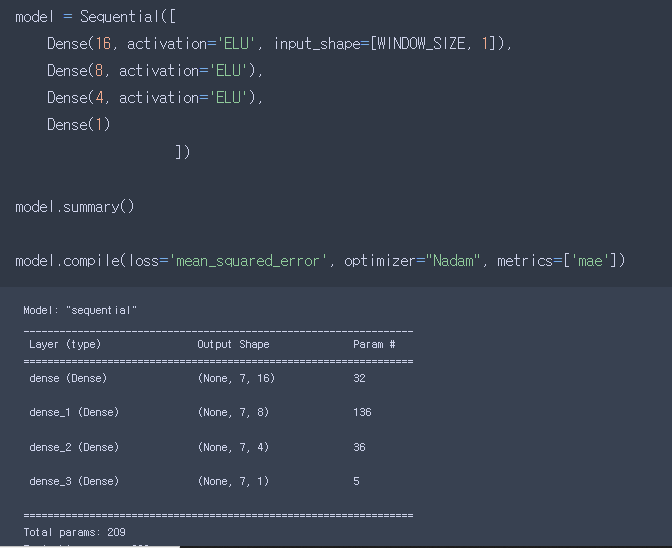 model = Sequential([
Dense(16, activation='ELU', input_shape=[WINDOW_SIZE, 1]),
Dense(8, activation='ELU'),
Dense(4, activation='ELU'),
Dense(1)
])
model.summary()
model.compile(loss='mean_squared_error', optimizer="Nadam", metrics=['mae'])
Model: "sequential"
_________________________________________________________________
Layer (type) Output Shape Param #
=================================================================
dense (Dense) (None, 7, 16) 32
dense_1 (Dense) (None, 7, 8) 136
dense_2 (Dense) (None, 7, 4) 36
dense_3 (Dense) (None, 7, 1) 5
=================================================================
Total params: 209